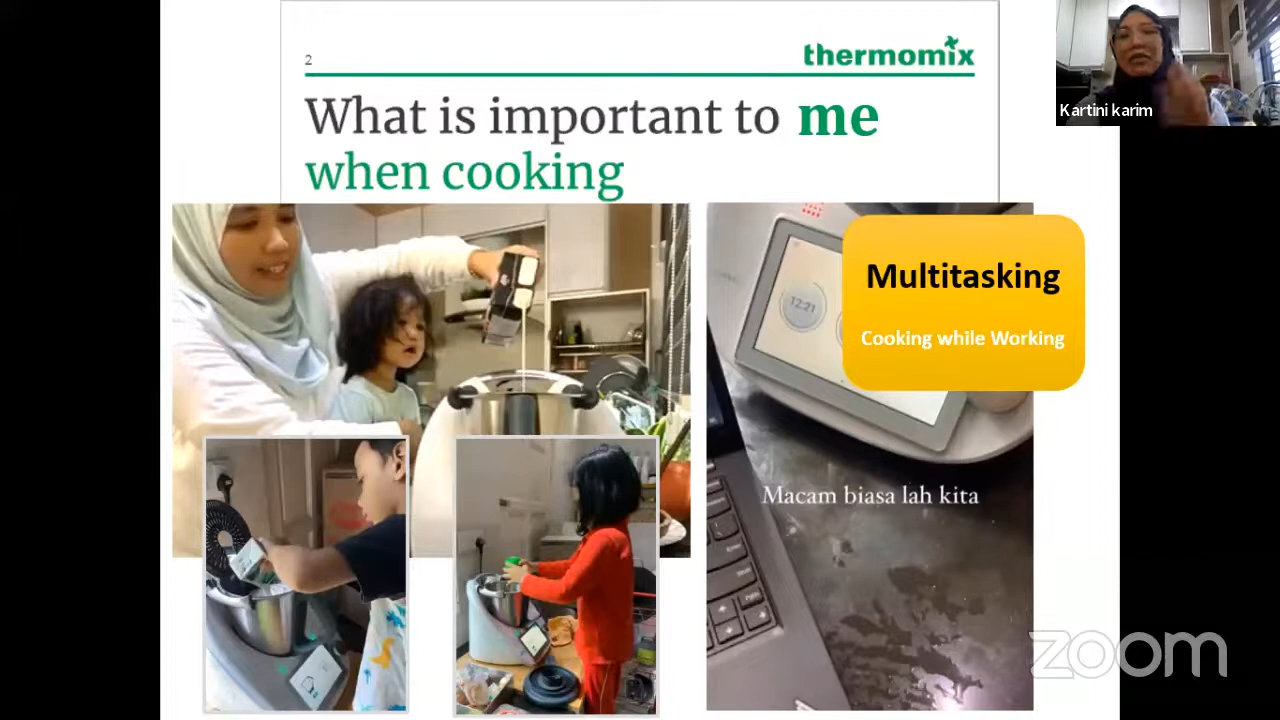 2
thermomix
What is important to me
when cooking
Kartini karim
12:21
Multitasking
Cooking while Working
Macam biasa lah kita
zoom